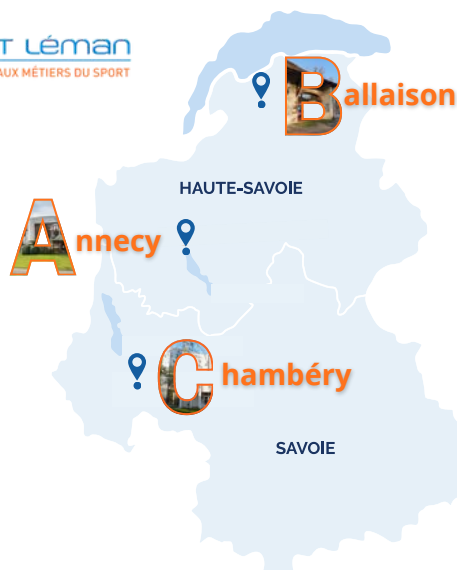 T Léman
AUX MÉTIERS DU SPORT
Ballaison
HAUTE-SAVOIE
Annecy
Chambéry
SAVOIE